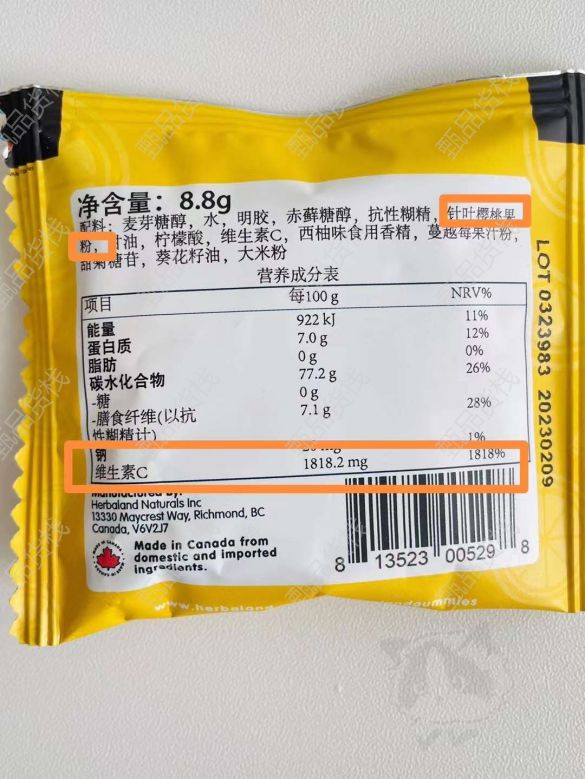 净含量：8.8g
配料：麦芽糖醇，水，明胶，赤藓糖醇，抗性糊精，针叶樱桃果
粉，甘油，柠檬酸，维生素C，西柚味食用香精，蔓越莓果汁粉，
甜菊糖苷，葵花籽油，大米粉
营养成分表
项目 每100 g NRV%
能量 922 kJ 11%
蛋白质 7.0 g 12%
脂肪 0 g 0%
碳水化合物 77.2 g 26%
-糖 0 g
-膳食纤维(以抗 7.1 g 28%
性糊精计)
钠 20 mg 1%
维生素C 1818.2 mg 1818%
Manufactured by:
Herbaland Naturals Inc
13330 Maycrest Way, Richmond, BC
Canada, V6V2J7
Made in Canada from
domestic and imported
ingredients.
8 13523 00529 8
LOT 0323983 20230209
甄品货栈